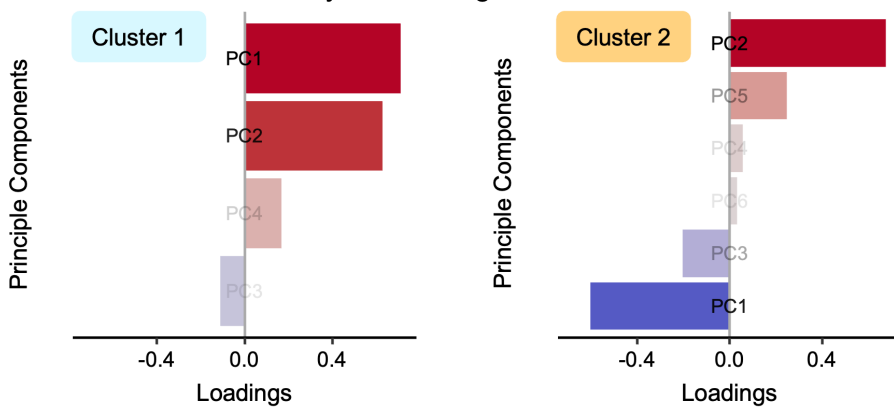 Cluster 1
PC1
PC2
PC4
PC3
Principle Components
-0.4 0.0 0.4
Loadings
Cluster 2
PC2
PC5
PC4
PC6
PC3
PC1
Principle Components
-0.4 0.0 0.4
Loadings